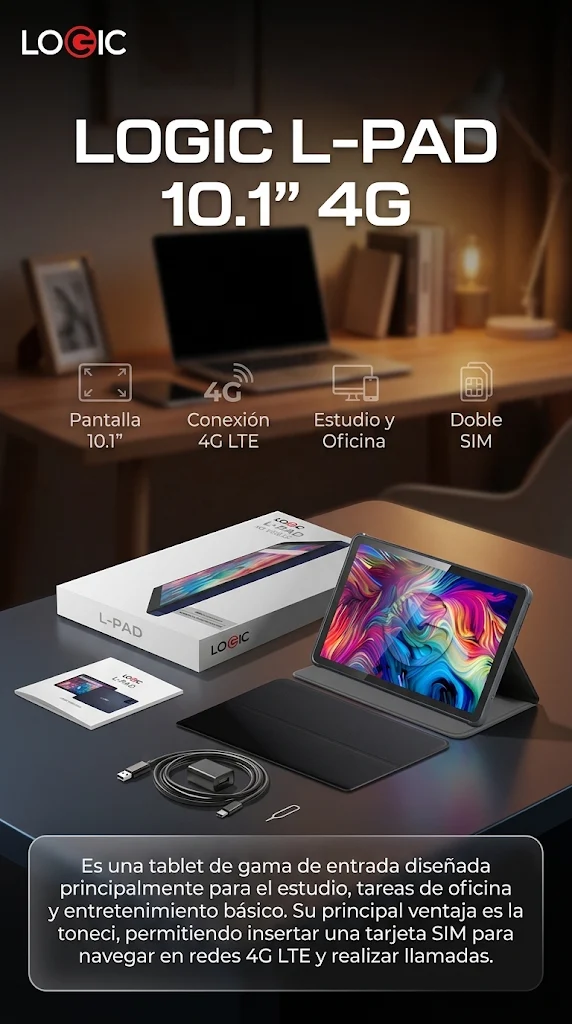 LOGIC
LOGIC L-PAD
10.1” 4G
4G
Pantalla
10.1”
Conexión
4G LTE
Estudio y
Oficina
Doble
SIM
LOGIC
L-PAD
L-PAD
LOGIC
LOGIC
L-PAD
Es una tablet de gama de entrada diseñada
principalmente para el estudio, tareas de oficina
y entretenimiento básico. Su principal ventaja es la
toneci, permitiendo insertar una tarjeta SIM para
navegar en redes 4G LTE y realizar llamadas.